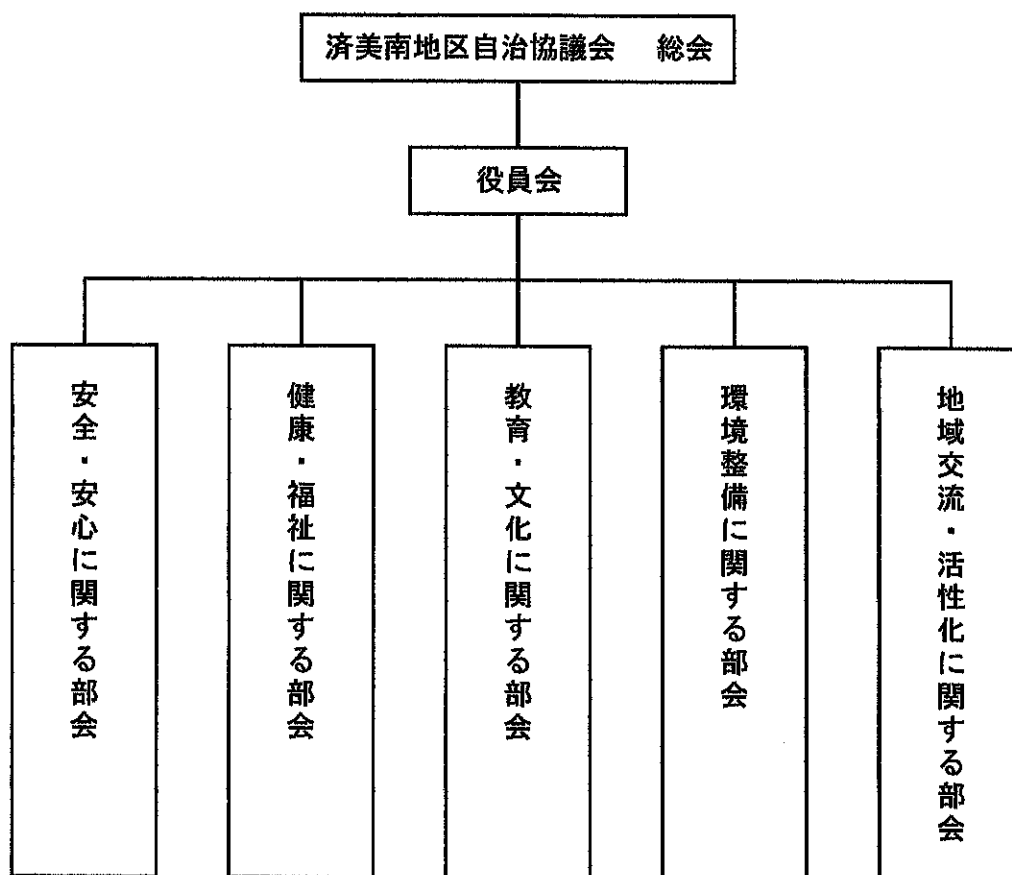 済美南地区自治協議会 総会
役員会
安全・安心に関する部会
健康・福祉に関する部会
教育・文化に関する部会
環境整備に関する部会
地域交流・活性化に関する部会